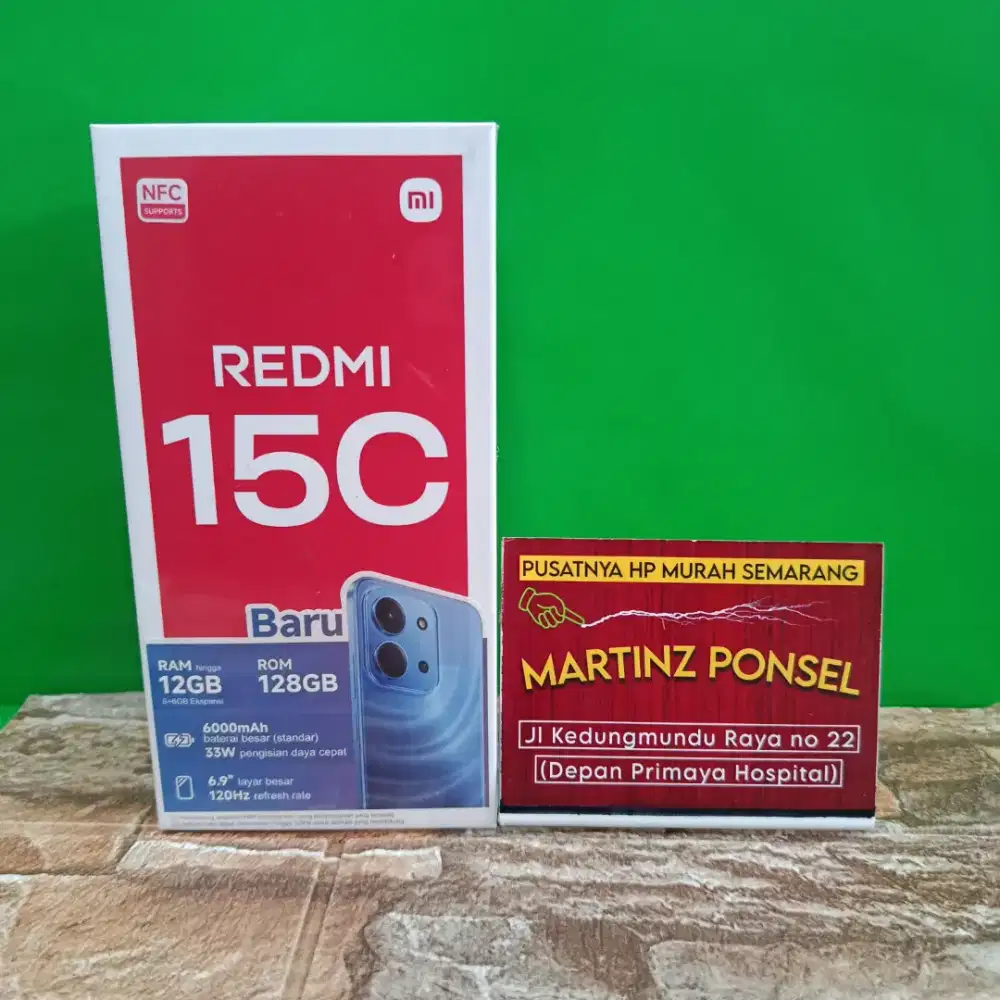 NFC
SUPPORTS
mi
REDMI
15C
Baru
RAM hingga
12GB
ROM
128GB
6000mAh
baterai besar (standar)
33W pengisian daya cepat
6.9" layar besar
120Hz refresh rate
PUSATNYA HP MURAH SEMARANG
MARTINZ PONSEL
Jl Kedungmundu Raya no 22
(Depan Primaya Hospital)